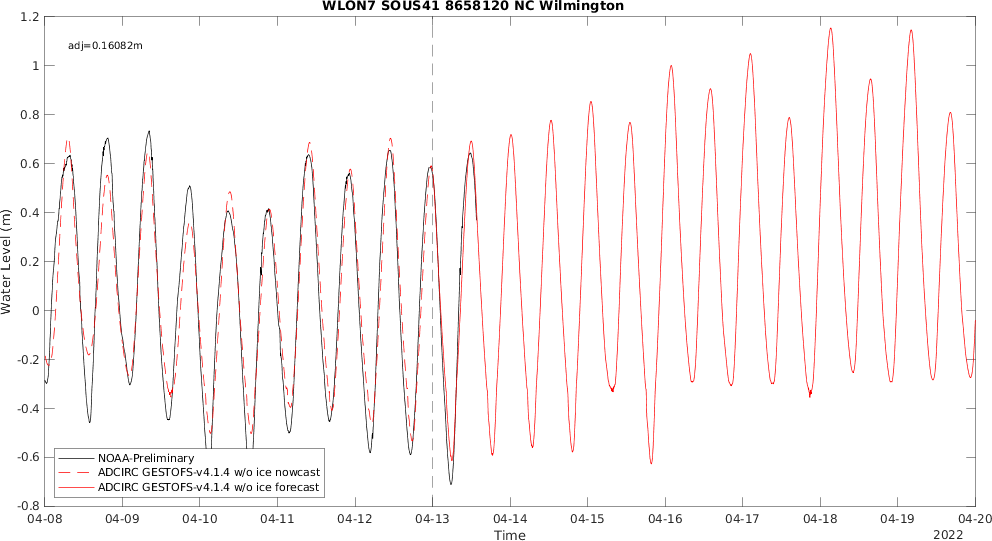 WLON7 SOUS41 8658120 NC Wilmington
1.2
adj=0.16082m
1
0.8
0.6
0.4
0.2
0
-0.2
-0.4
-0.6
-0.8
Water Level (m)
NOAA-Preliminary
ADCIRC GESTOFS-v4.1.4 w/o ice nowcast
ADCIRC GESTOFS-v4.1.4 w/o ice forecast
04-08 04-09 04-10 04-11 04-12 04-13 04-14 04-15 04-16 04-17 04-18 04-19 04-20
Time
2022